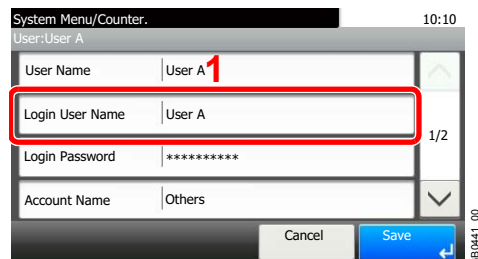 System Menu/Counter. 10:10
User:User A
User Name User A 1
Login User Name User A
1/2
Login Password **********
Account Name Others
Cancel Save